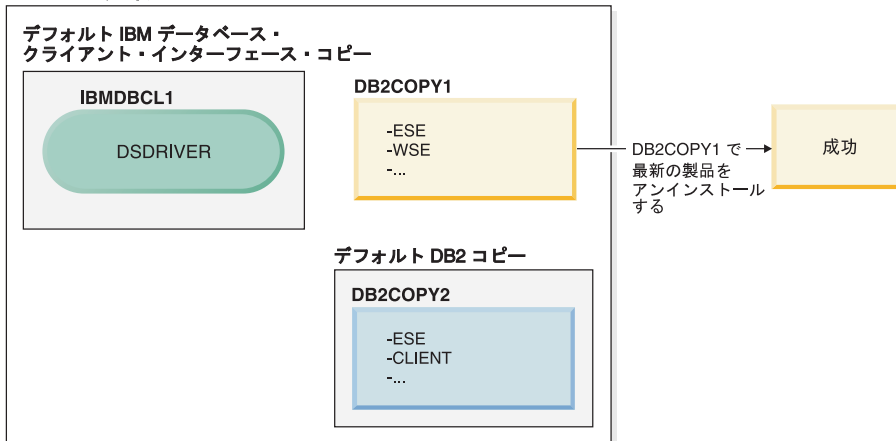 デフォルト IBM データベース・
クライアント・インターフェース・コピー
IBMDBCL1
DSDRIVER
DB2COPY1
-ESE
-WSE
-...
DB2COPY1 で
最新の製品を
アンインストール
する
成功
デフォルト DB2 コピー
DB2COPY2
-ESE
-CLIENT
-...